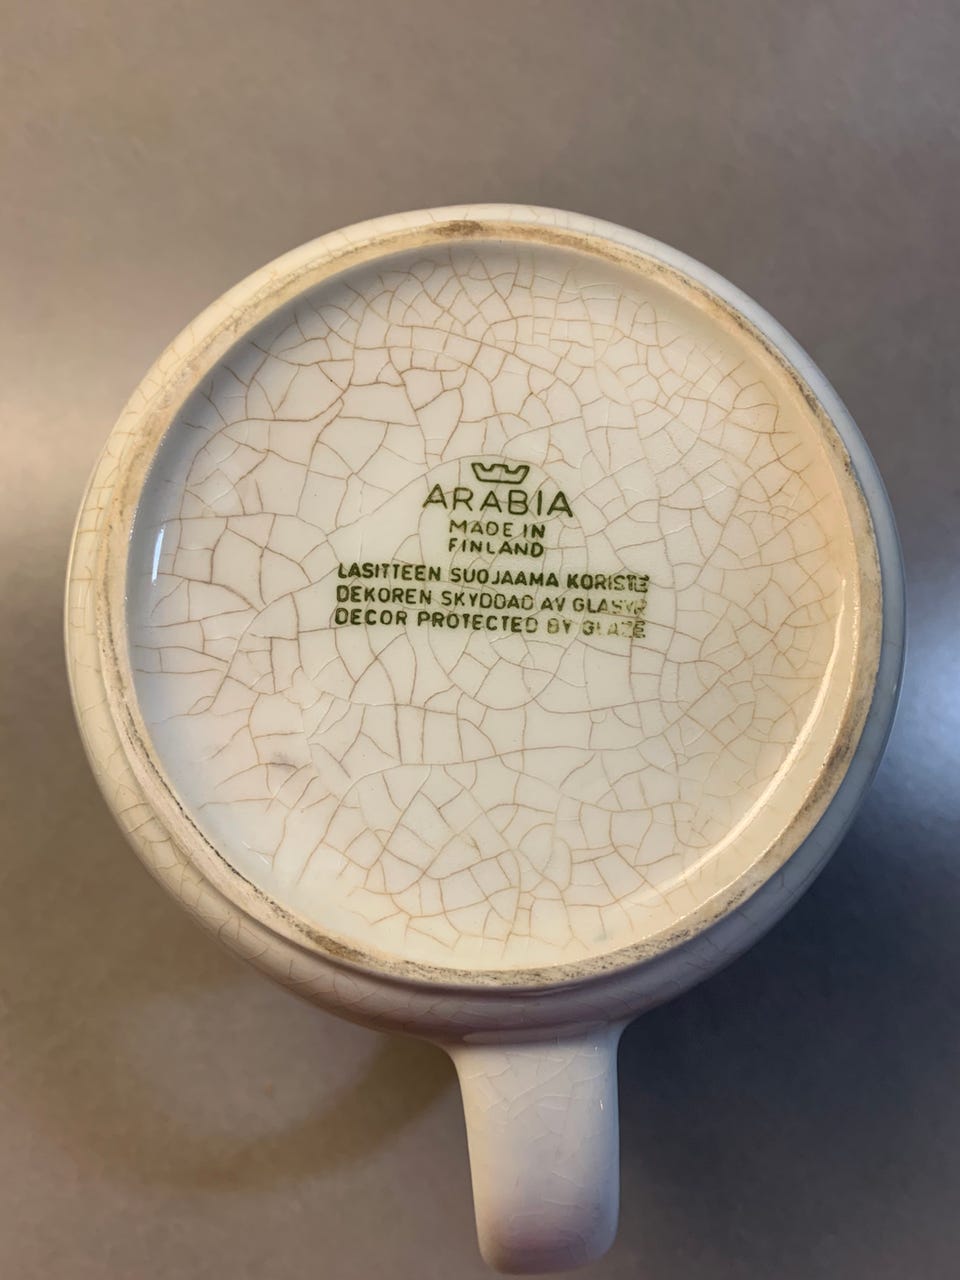 ARABIA
MADE IN
FINLAND
LASITTEEN SUOJAAMA KORISTE
DEKOREN SKYDDAD AV GLASYR
DECOR PROTECTED BY GLAZE